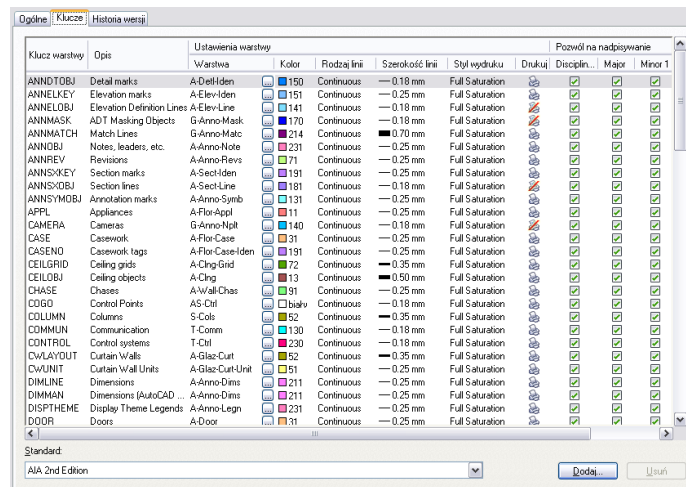 Ogólne Klucze Historia wersji
Ustawienia warstwy Pozwól na nadpisywanie
Klucz warstwy Opis Warstwa Kolor Rodzaj linii Szerokość linii Styl wydruku Drukuj Disciplin... Major Minor 1
ANNDTOBJ Detail marks A-Detl-Iden ... 150 Continuous 0.18 mm Full Saturation
ANNELKEY Elevation marks A-Elev-Iden ... 151 Continuous 0.25 mm Full Saturation
ANNELOBJ Elevation Definition Lines A-Elev-Line ... 141 Continuous 0.18 mm Full Saturation
ANNMASK ADT Masking Objects G-Anno-Mask ... 170 Continuous 0.18 mm Full Saturation
ANNMATCH Match Lines G-Anno-Matc ... 214 Continuous 0.70 mm Full Saturation
ANNOBJ Notes, leaders, etc. A-Anno-Note ... 231 Continuous 0.25 mm Full Saturation
ANNREV Revisions A-Anno-Revs ... 71 Continuous 0.25 mm Full Saturation
ANNSXKEY Section marks A-Sect-Iden ... 191 Continuous 0.25 mm Full Saturation
ANNSXOBJ Section lines A-Sect-Line ... 181 Continuous 0.18 mm Full Saturation
ANNSYMOBJ Annotation marks A-Anno-Symb ... 131 Continuous 0.25 mm Full Saturation
APPL Appliances A-Flor-Appl ... 11 Continuous 0.25 mm Full Saturation
CAMERA Cameras G-Anno-Nplt ... 140 Continuous 0.18 mm Full Saturation
CASE Casework A-Flor-Case ... 31 Continuous 0.25 mm Full Saturation
CASENO Casework tags A-Flor-Case-Iden ... 191 Continuous 0.25 mm Full Saturation
CEILGRID Ceiling grids A-Clng-Grid ... 72 Continuous 0.35 mm Full Saturation
CEILOBJ Ceiling objects A-Clng ... 13 Continuous 0.50 mm Full Saturation
CHASE Chases A-Wall-Chas ... 91 Continuous 0.25 mm Full Saturation
COGO Control Points AS-Ctrl ... biały Continuous 0.18 mm Full Saturation
COLUMN Columns S-Cols ... 52 Continuous 0.35 mm Full Saturation
COMMUN Communication T-Comm ... 130 Continuous 0.18 mm Full Saturation
CONTROL Control systems T-Ctrl ... 230 Continuous 0.18 mm Full Saturation
CWLAYOUT Curtain Walls A-Glaz-Curt ... 52 Continuous 0.35 mm Full Saturation
CWUNIT Curtain Wall Units A-Glaz-Curt-Unit ... 51 Continuous 0.25 mm Full Saturation
DIMLINE Dimensions A-Anno-Dims ... 211 Continuous 0.25 mm Full Saturation
DIMMAN Dimensions (AutoCAD ... A-Anno-Dims ... 211 Continuous 0.25 mm Full Saturation
DISPTHEME Display Theme Legends A-Anno-Legn ... 231 Continuous 0.25 mm Full Saturation
DOOR Doors A-Door ... 31 Continuous 0.25 mm Full Saturation
Standard:
AIA 2nd Edition Dodaj... Usuń